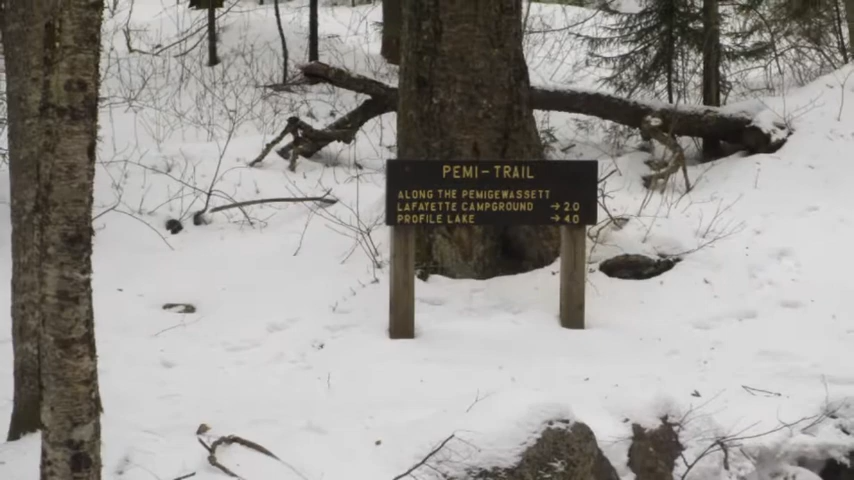 PEMI-TRAIL
ALONG THE PEMIGEWASSETT
LAFAYETTE CAMPGROUND → 2.0
PROFILE LAKE → 4.0